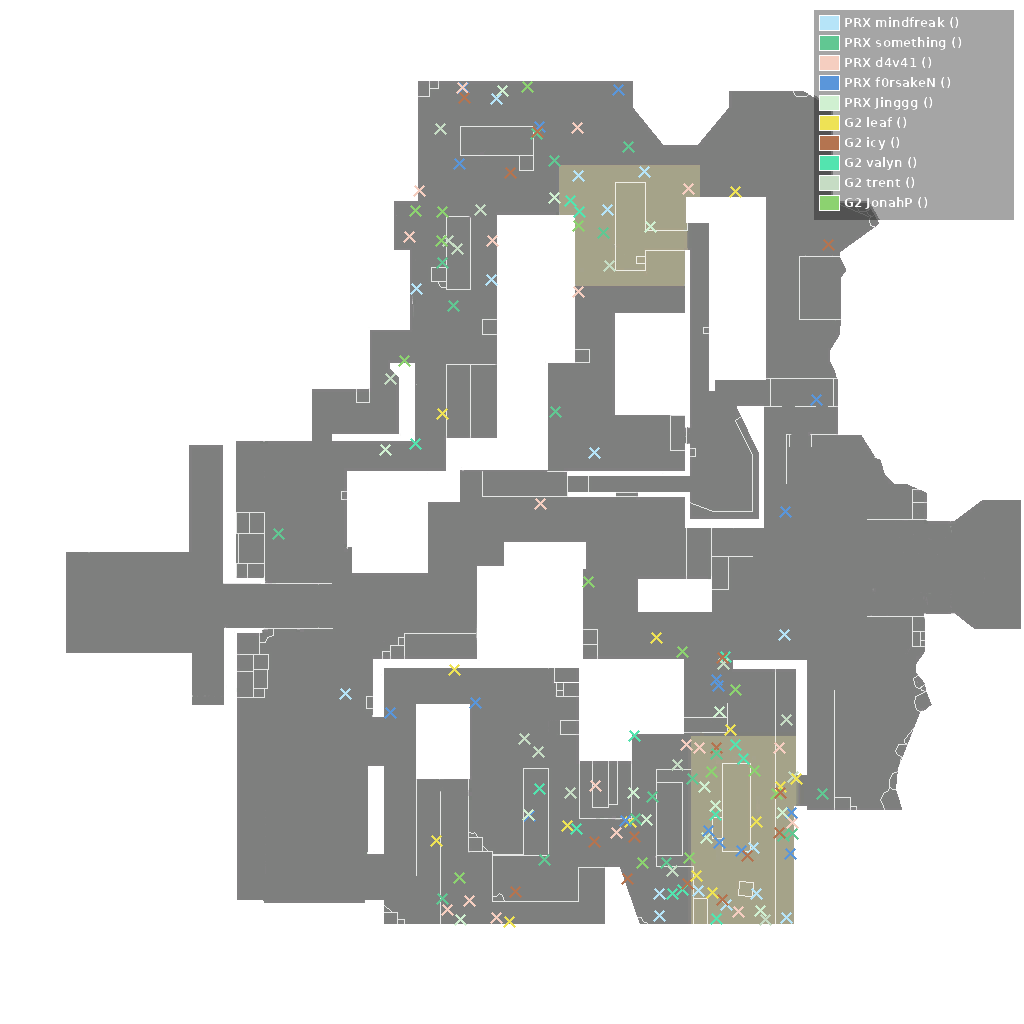 PRX mindfreak ()
PRX something ()
PRX d4v41 ()
PRX f0rsakeN ()
PRX Jinggg ()
G2 leaf ()
G2 icy ()
G2 valyn ()
G2 trent ()
G2 JonahP ()